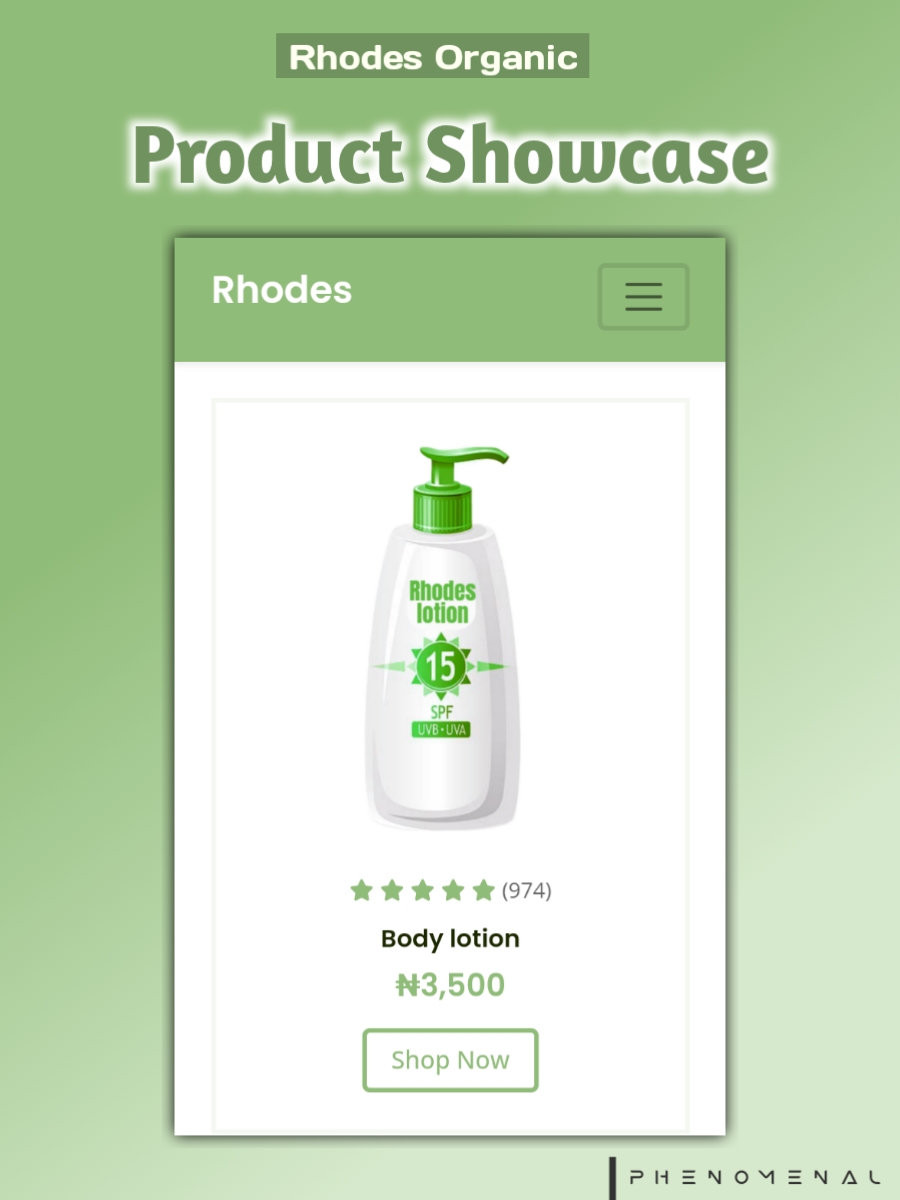 Rhodes Organic
Product Showcase
Rhodes
Rhodes
lotion
15
SPF
UVB•UVA
(974)
Body lotion
₦3,500
Shop Now
PHENOMENAL